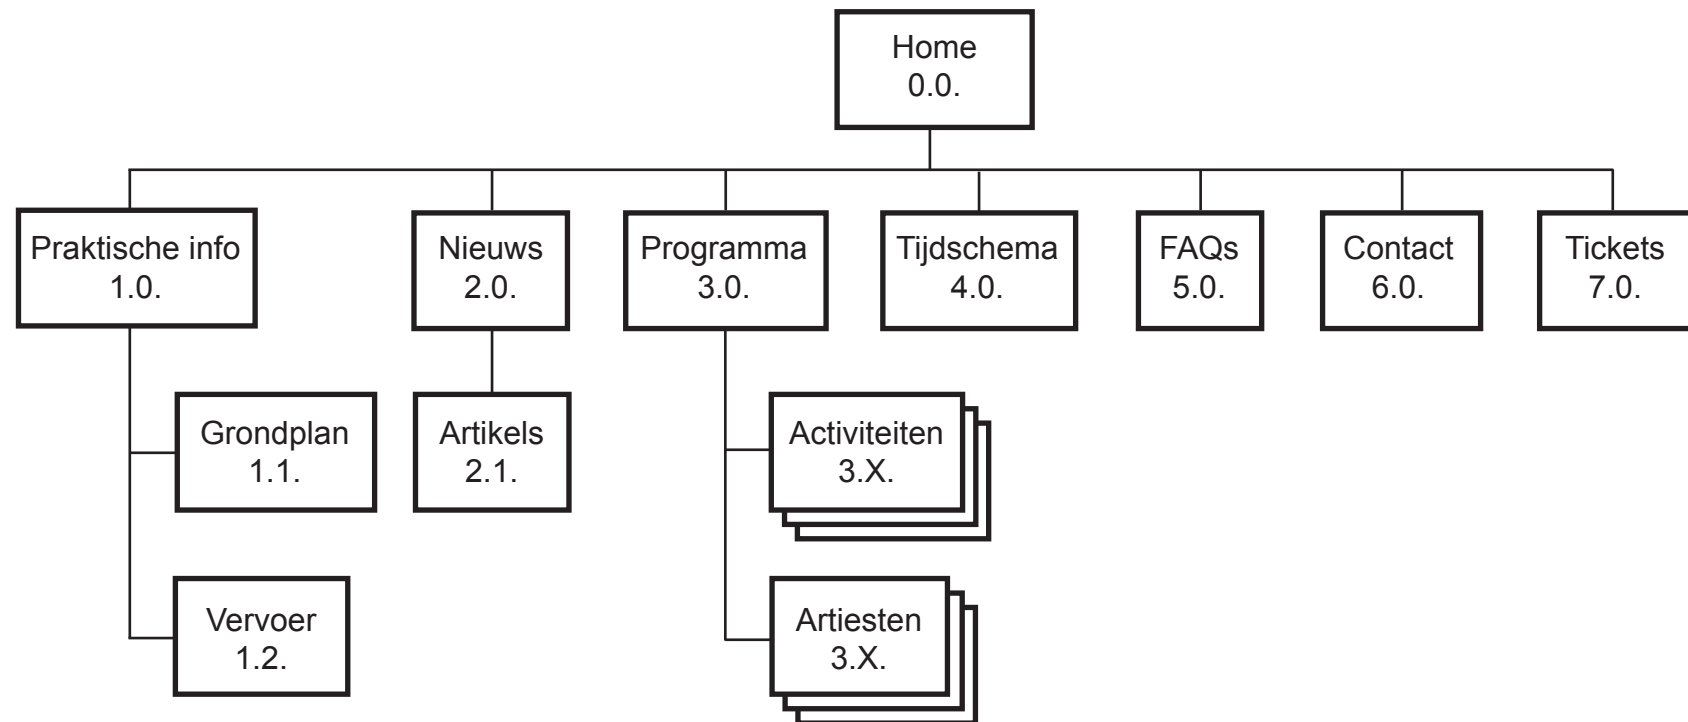 Home
0.0.
Praktische info
1.0.
Nieuws
2.0.
Programma
3.0.
Tijdschema
4.0.
FAQs
5.0.
Contact
6.0.
Tickets
7.0.
Grondplan
1.1.
Artikels
2.1.
Activiteiten
3.X.
Vervoer
1.2.
Artiesten
3.X.